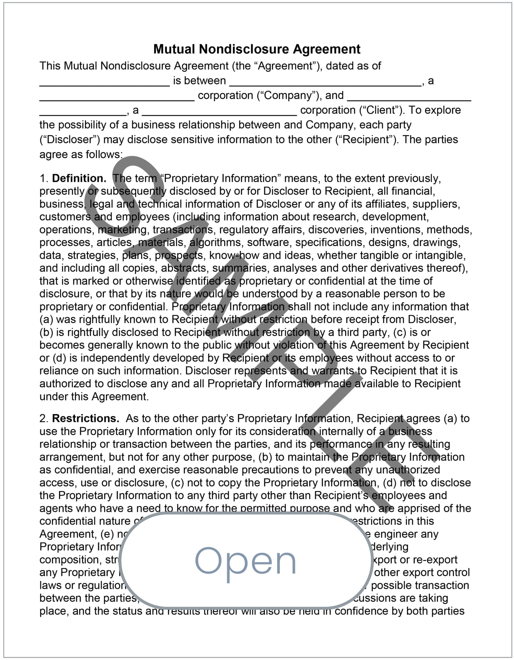 Mutual Nondisclosure Agreement
This Mutual Nondisclosure Agreement (the “Agreement”), dated as of
____________________ is between ______________________________, a
________________________ corporation (“Company”), and ___________________
______________, a ________________________ corporation (“Client”). To explore
the possibility of a business relationship between and Company, each party
(“Discloser”) may disclose sensitive information to the other (“Recipient”). The parties
agree as follows:
1. Definition. The term “Proprietary Information” means, to the extent previously,
presently or subsequently disclosed by or for Discloser to Recipient, all financial,
business, legal and technical information of Discloser or any of its affiliates, suppliers,
customers and employees (including information about research, development,
operations, marketing, transactions, regulatory affairs, discoveries, inventions, methods,
processes, articles, materials, algorithms, software, specifications, designs, drawings,
data, strategies, plans, prospects, know-how and ideas, whether tangible or intangible,
and including all copies, abstracts, summaries, analyses and other derivatives thereof),
that is marked or otherwise identified as proprietary or confidential at the time of
disclosure, or that by its nature would be understood by a reasonable person to be
proprietary or confidential. Proprietary Information shall not include any information that
(a) was rightfully known to Recipient without restriction before receipt from Discloser,
(b) is rightfully disclosed to Recipient without restriction by a third party, (c) is or
becomes generally known to the public without violation of this Agreement by Recipient
or (d) is independently developed by Recipient or its employees without access to or
reliance on such information. Discloser represents and warrants to Recipient that it is
authorized to disclose any and all Proprietary Information made available to Recipient
under this Agreement.
2. Restrictions. As to the other party’s Proprietary Information, Recipient agrees (a) to
use the Proprietary Information only for its consideration internally of a business
relationship or transaction between the parties, and its performance in any resulting
arrangement, but not for any other purpose, (b) to maintain the Proprietary Information
as confidential, and exercise reasonable precautions to prevent any unauthorized
access, use or disclosure, (c) not to copy the Proprietary Information, (d) not to disclose
the Proprietary Information to any third party other than Recipient’s employees and
agents who have a need to know for the permitted purpose and who are apprised of the
confidential nature estrictions in this
Agreement, (e) engineer any
Proprietary
composition, xport or re-export
any Proprietary other export control
laws or possible transaction
between the parties, cussions are taking
place, and the status and results thereof will also be held in confidence by both parties
SAMPLE
Open